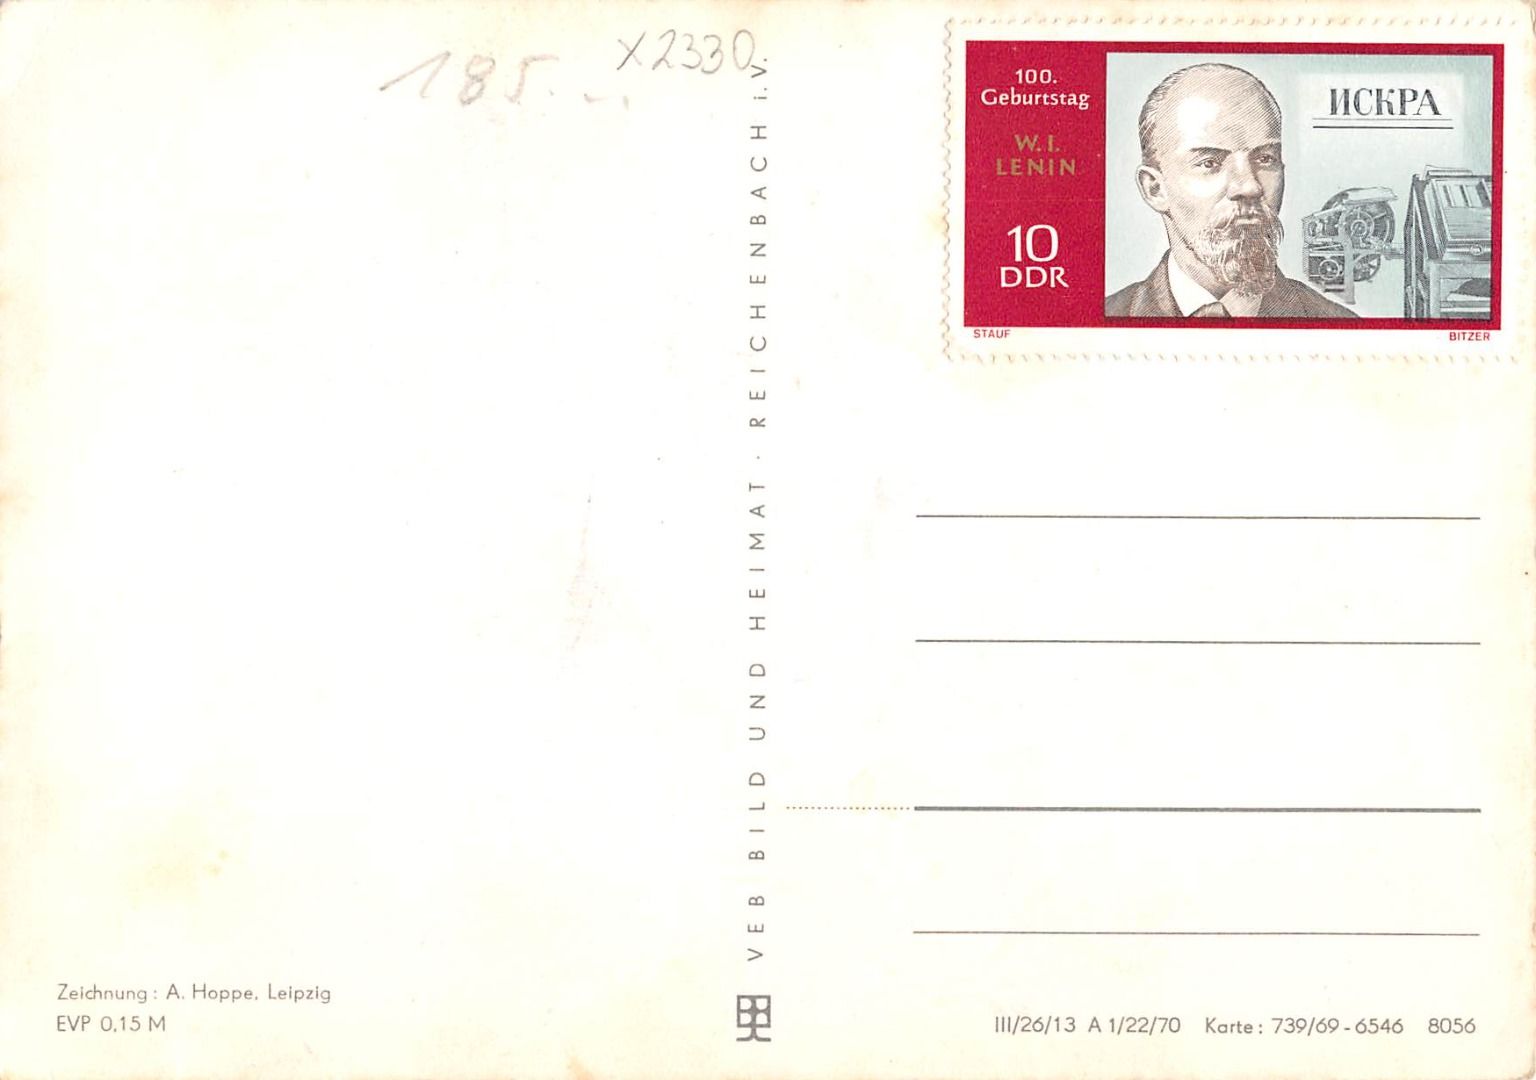 185.--
X2330
100.
Geburtstag
W. I.
LENIN
10
DDR
ИСКРА
STAUF
BITZER
VEB BILD UND HEIMAT · REICHENBACH i. V.
Zeichnung: A. Hoppe, Leipzig
EVP 0,15 M
III/26/13 A 1/22/70 Karte: 739/69-6546 8056